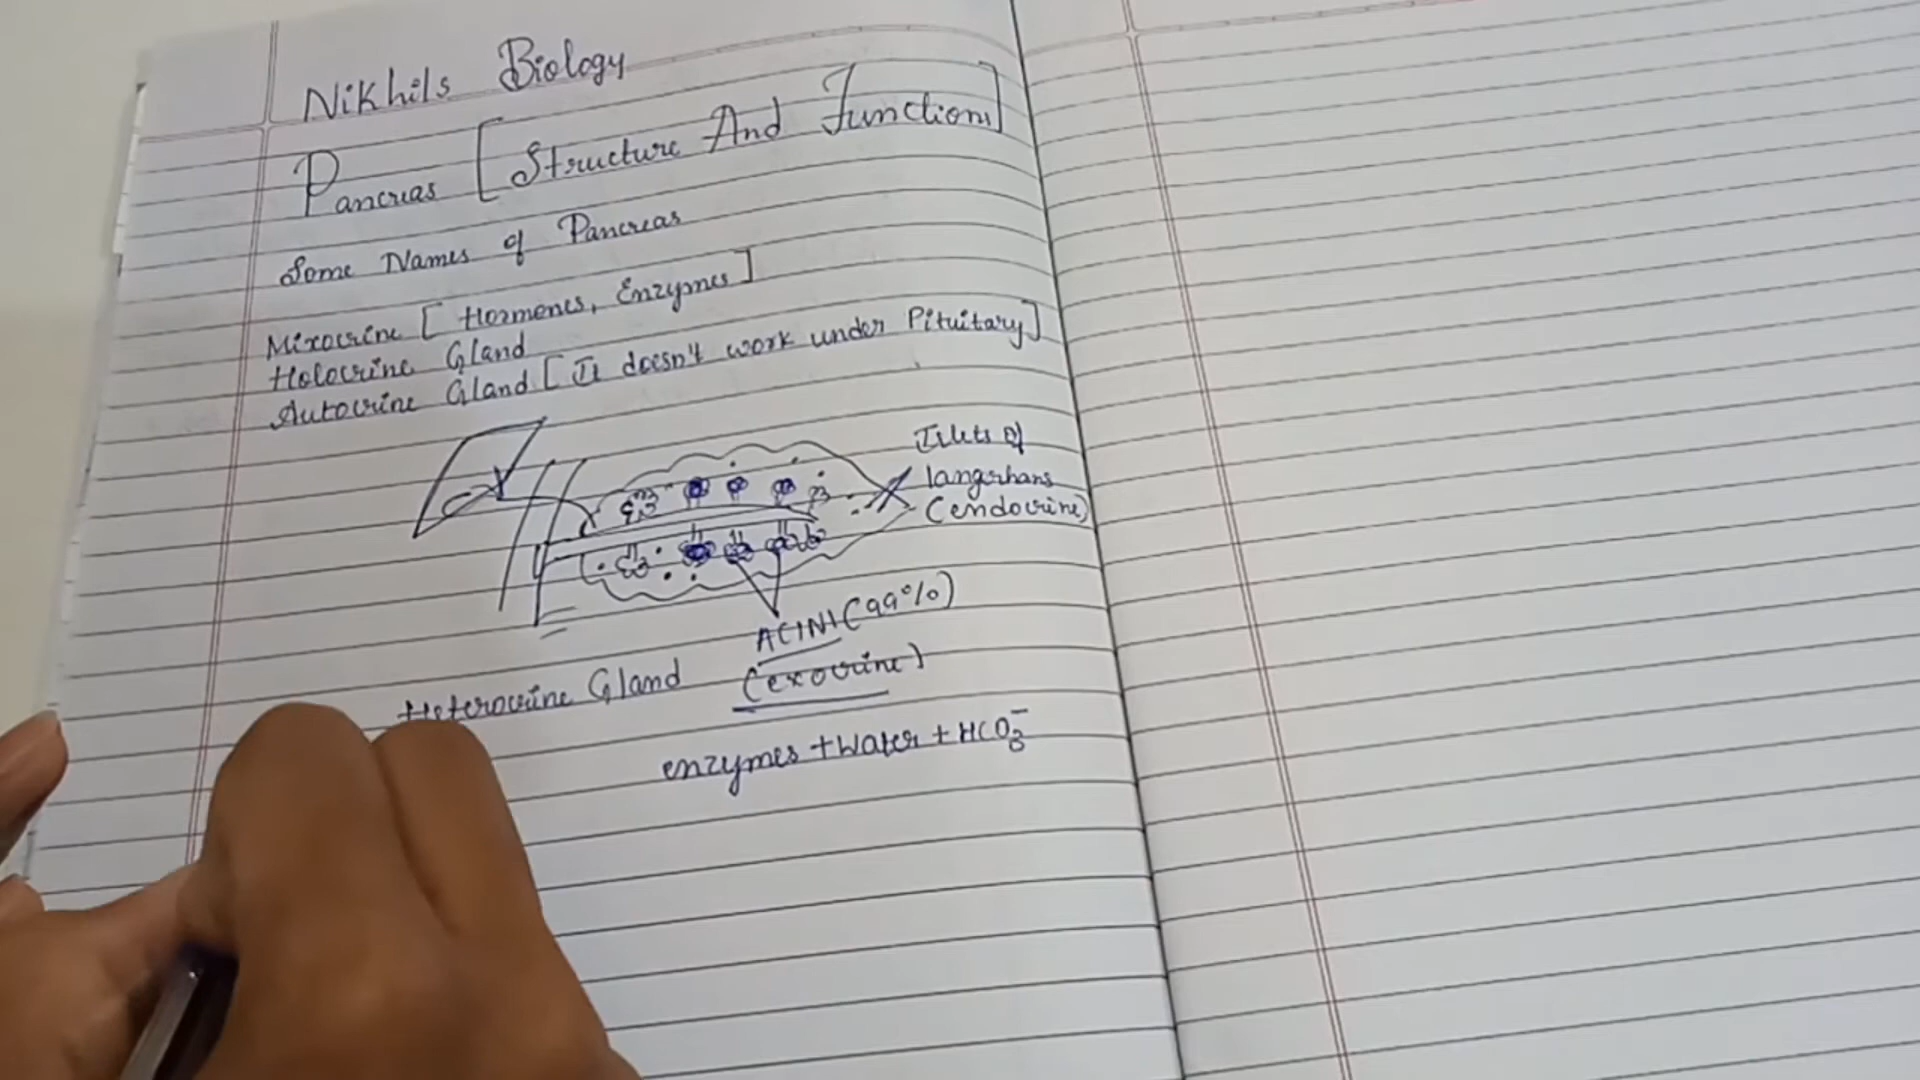 Nikhils Biology
Pancreas [Structure And Function]
Some Names of Pancreas
Mixocrine [Hormones, Enzymes]
Holocrine Gland
Autocrine Gland [It doesn't work under Pituitary]
Islets of
langerhans
(endocrine)
ACINI (99%)
(exocrine)
Heterocrine Gland
enzymes + Water + HCO3-